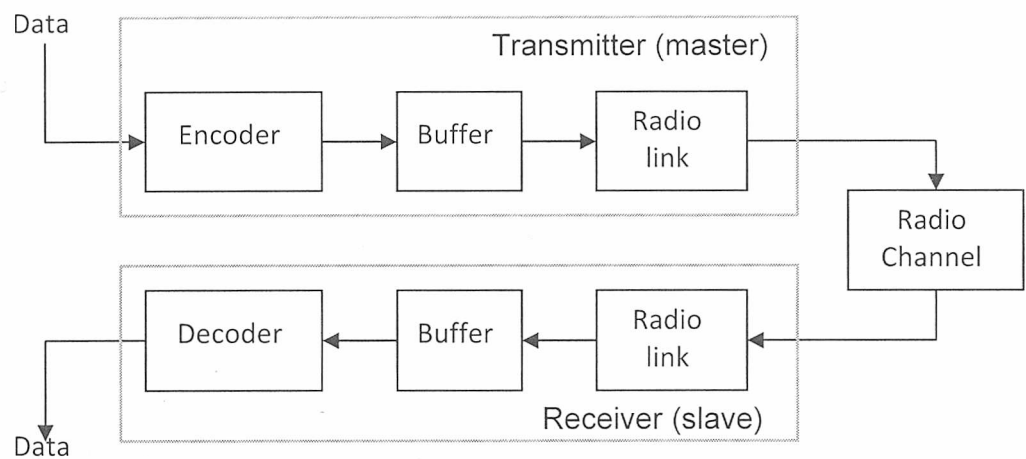 Data
Transmitter (master)
Encoder
Buffer
Radio
link
Radio
Channel
Decoder
Buffer
Radio
link
Receiver (slave)
Data